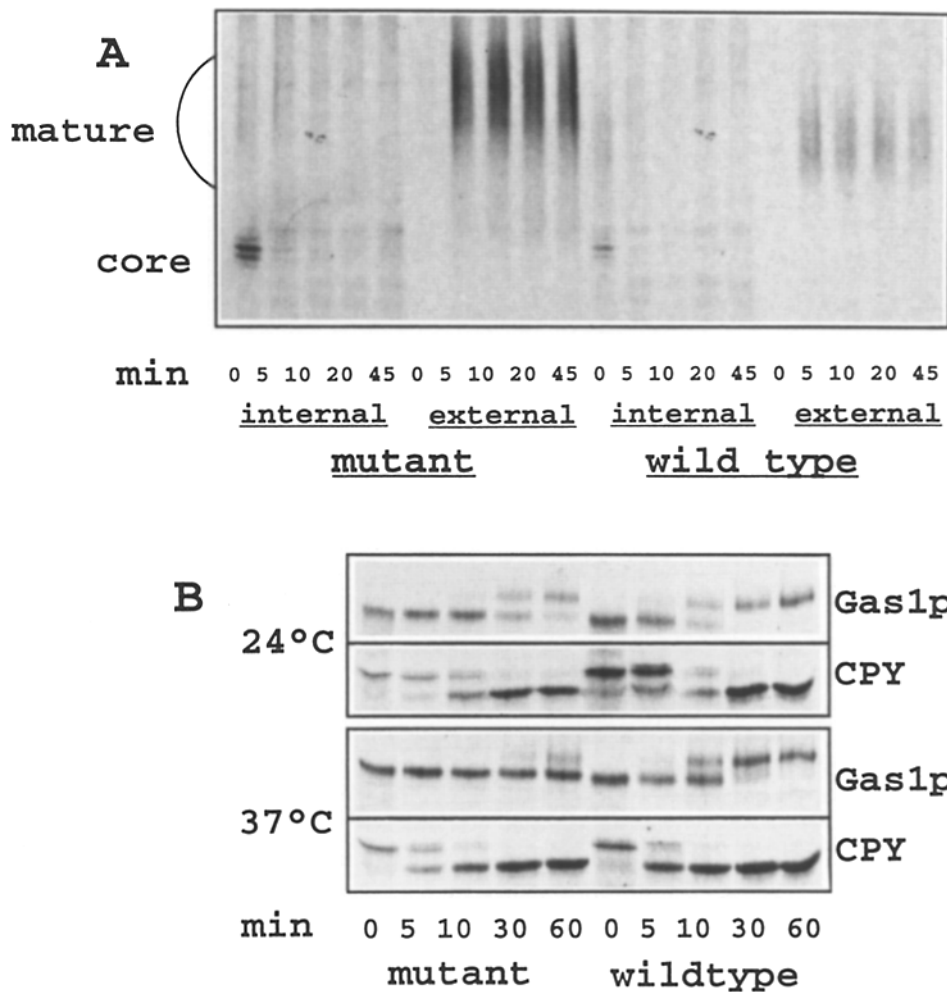 A
mature
core
min 0 5 10 20 45 0 5 10 20 45 0 5 10 20 45 0 5 10 20 45
internal external internal external
mutant wild type
B
Gas1p
24°C
CPY
Gas1p
37°C
CPY
min 0 5 10 30 60 0 5 10 30 60
mutant wildtype